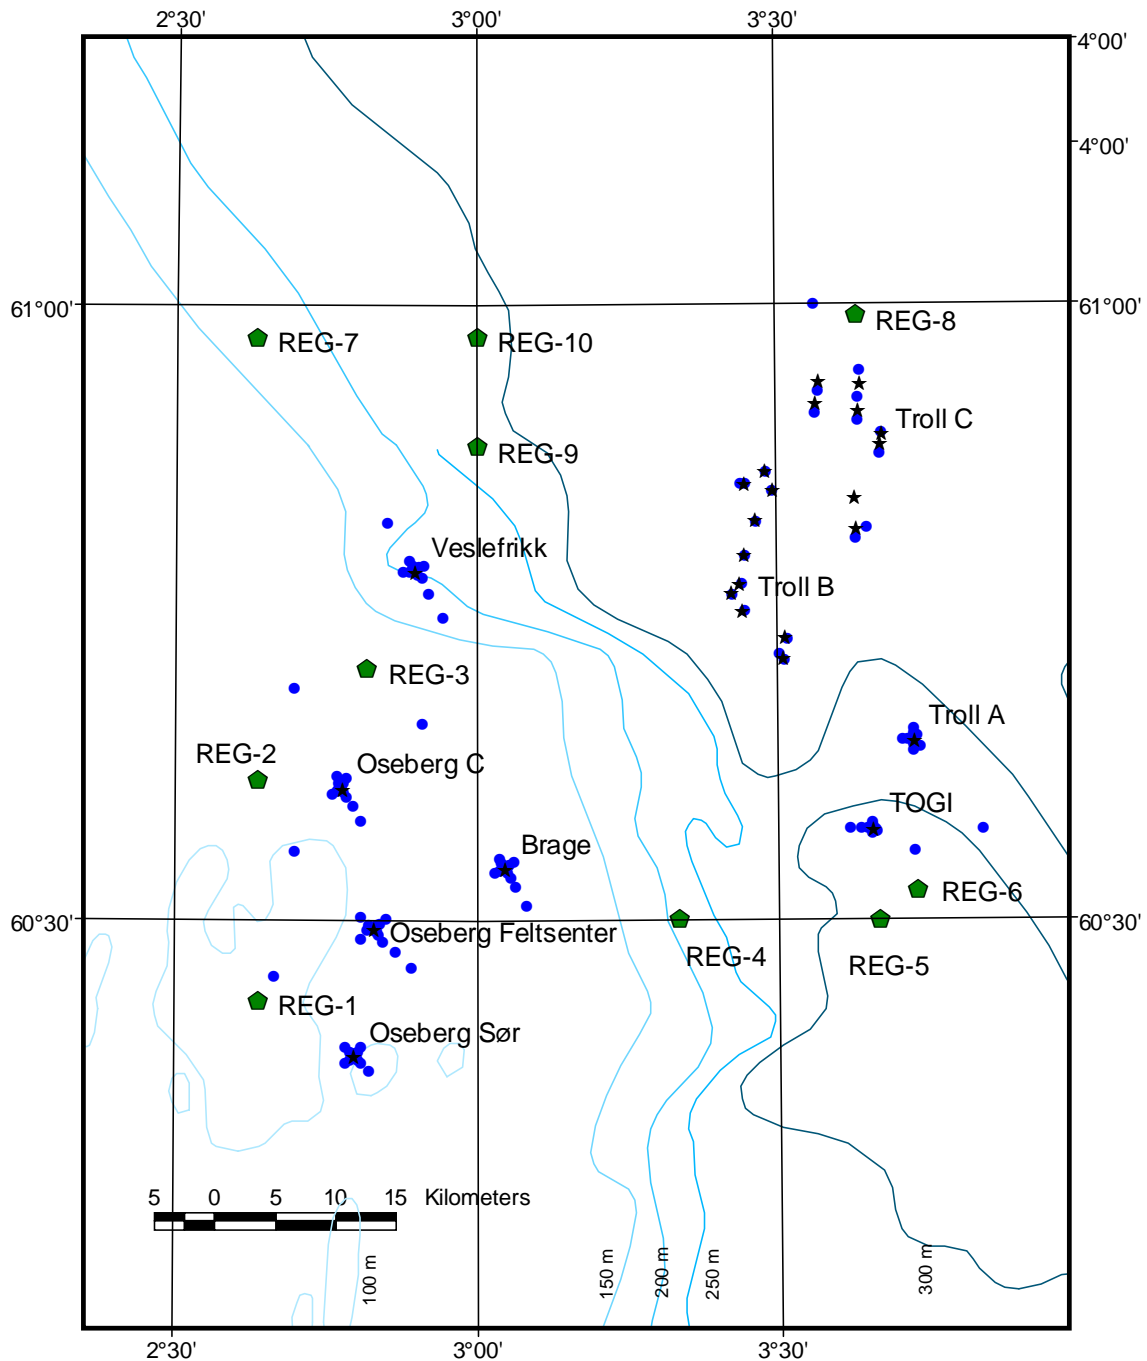 2°30' 3°00' 3°30'
4°00'
4°00'
61°00' 61°00'
REG-8
REG-7 REG-10
Troll C
REG-9
Veslefrikk
Troll B
REG-3
Troll A
REG-2
Oseberg C
TOGI
Brage
REG-6
60°30' 60°30'
Oseberg Feltsenter
REG-4
REG-5
REG-1
Oseberg Sør
5 0 5 10 15 Kilometers
100 m
150 m
200 m
250 m
300 m
2°30' 3°00' 3°30'